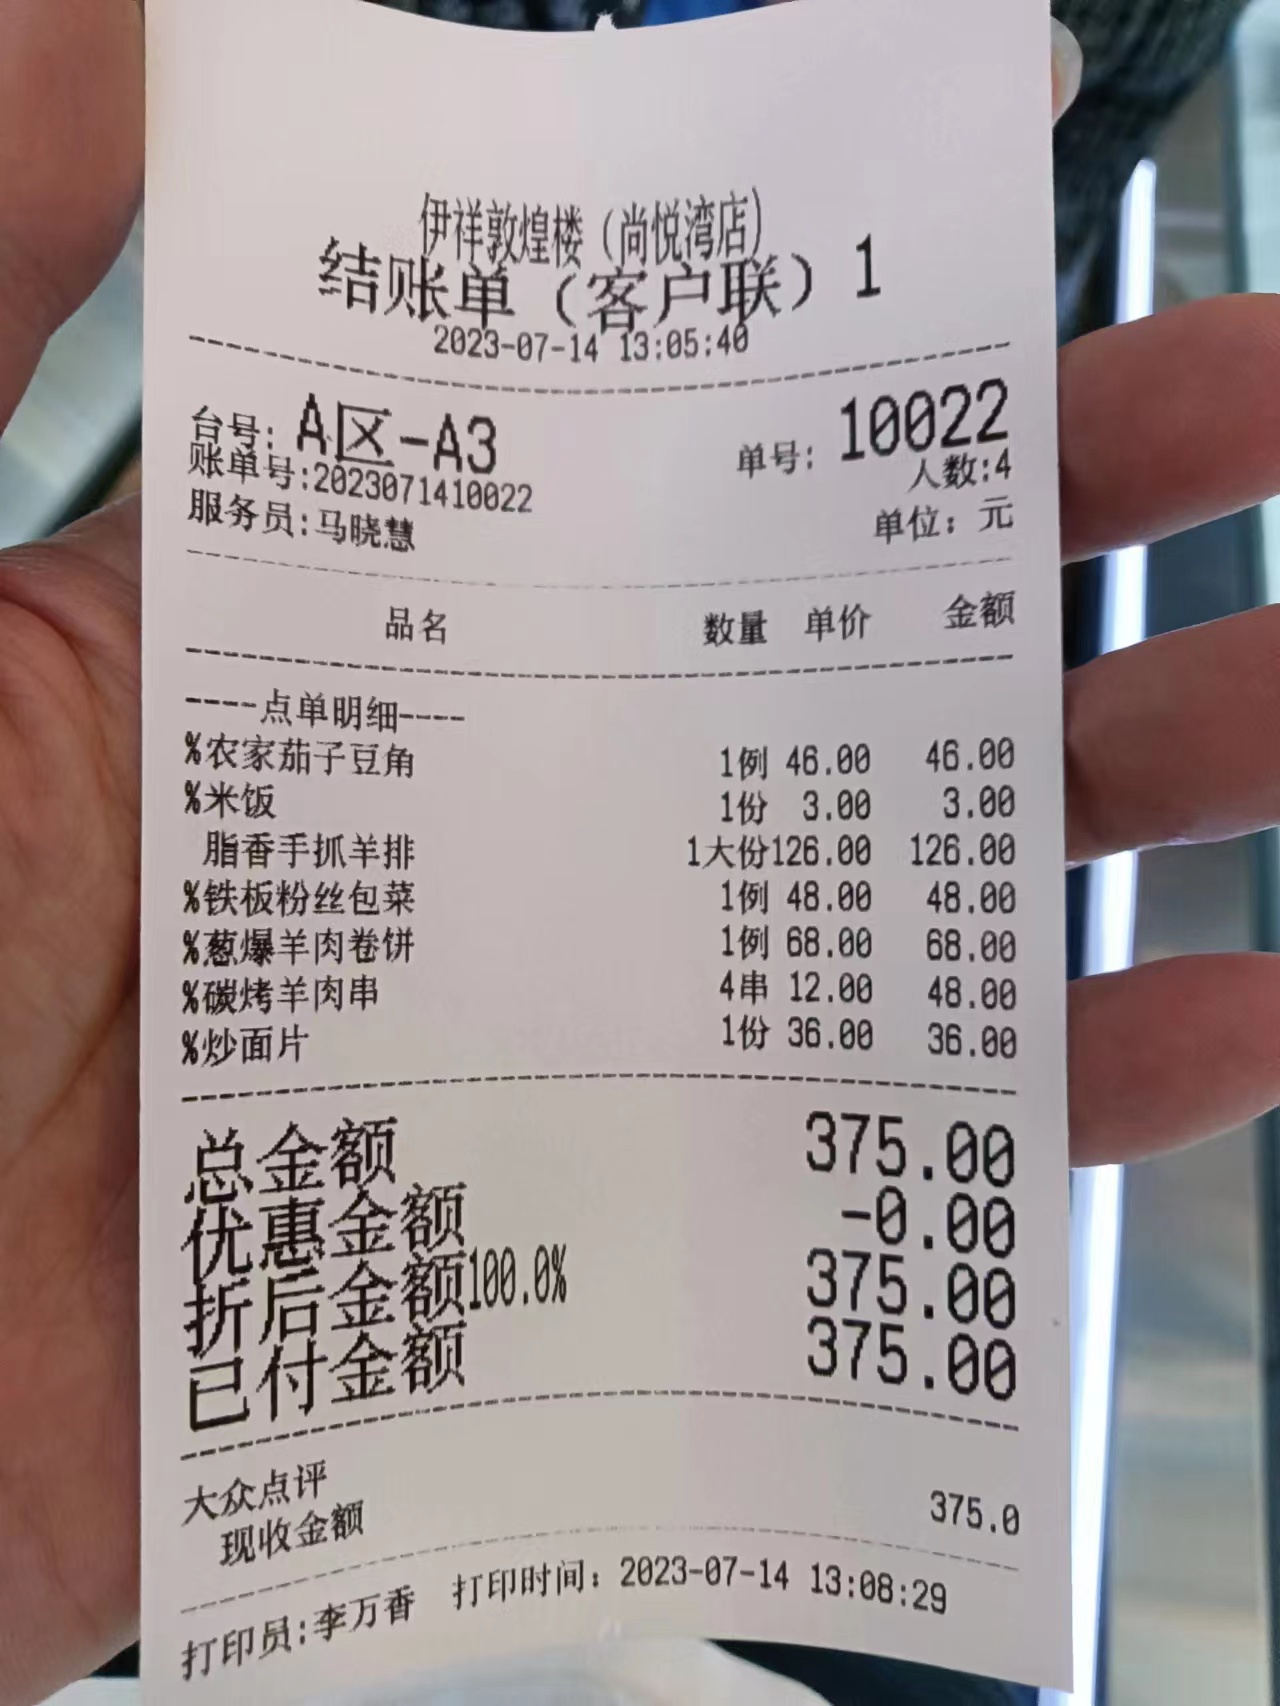 伊祥敦煌楼（尚悦湾店）
结账单（客户联）1
2023-07-14 13:05:40
台号: A区-A3 单号: 10022
账单号:2023071410022 人数:4
服务员:马晓慧 单位: 元
品名 数量 单价 金额
----点单明细----
%农家茄子豆角 1例 46.00 46.00
%米饭 1份 3.00 3.00
脂香手抓羊排 1大份126.00 126.00
%铁板粉丝包菜 1例 48.00 48.00
%葱爆羊肉卷饼 1例 68.00 68.00
%碳烤羊肉串 4串 12.00 48.00
%炒面片 1份 36.00 36.00
总金额 375.00
优惠金额 -0.00
折后金额100.0% 375.00
已付金额 375.00
大众点评
现收金额 375.0
打印员:李万香 打印时间: 2023-07-14 13:08:29